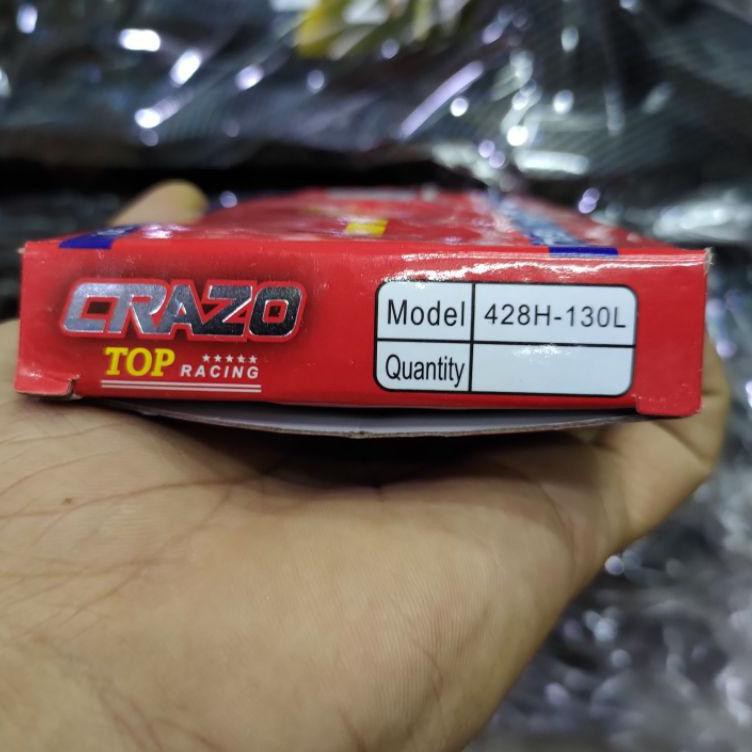 CRAZO
TOP RACING
Model 428H-130L
Quantity